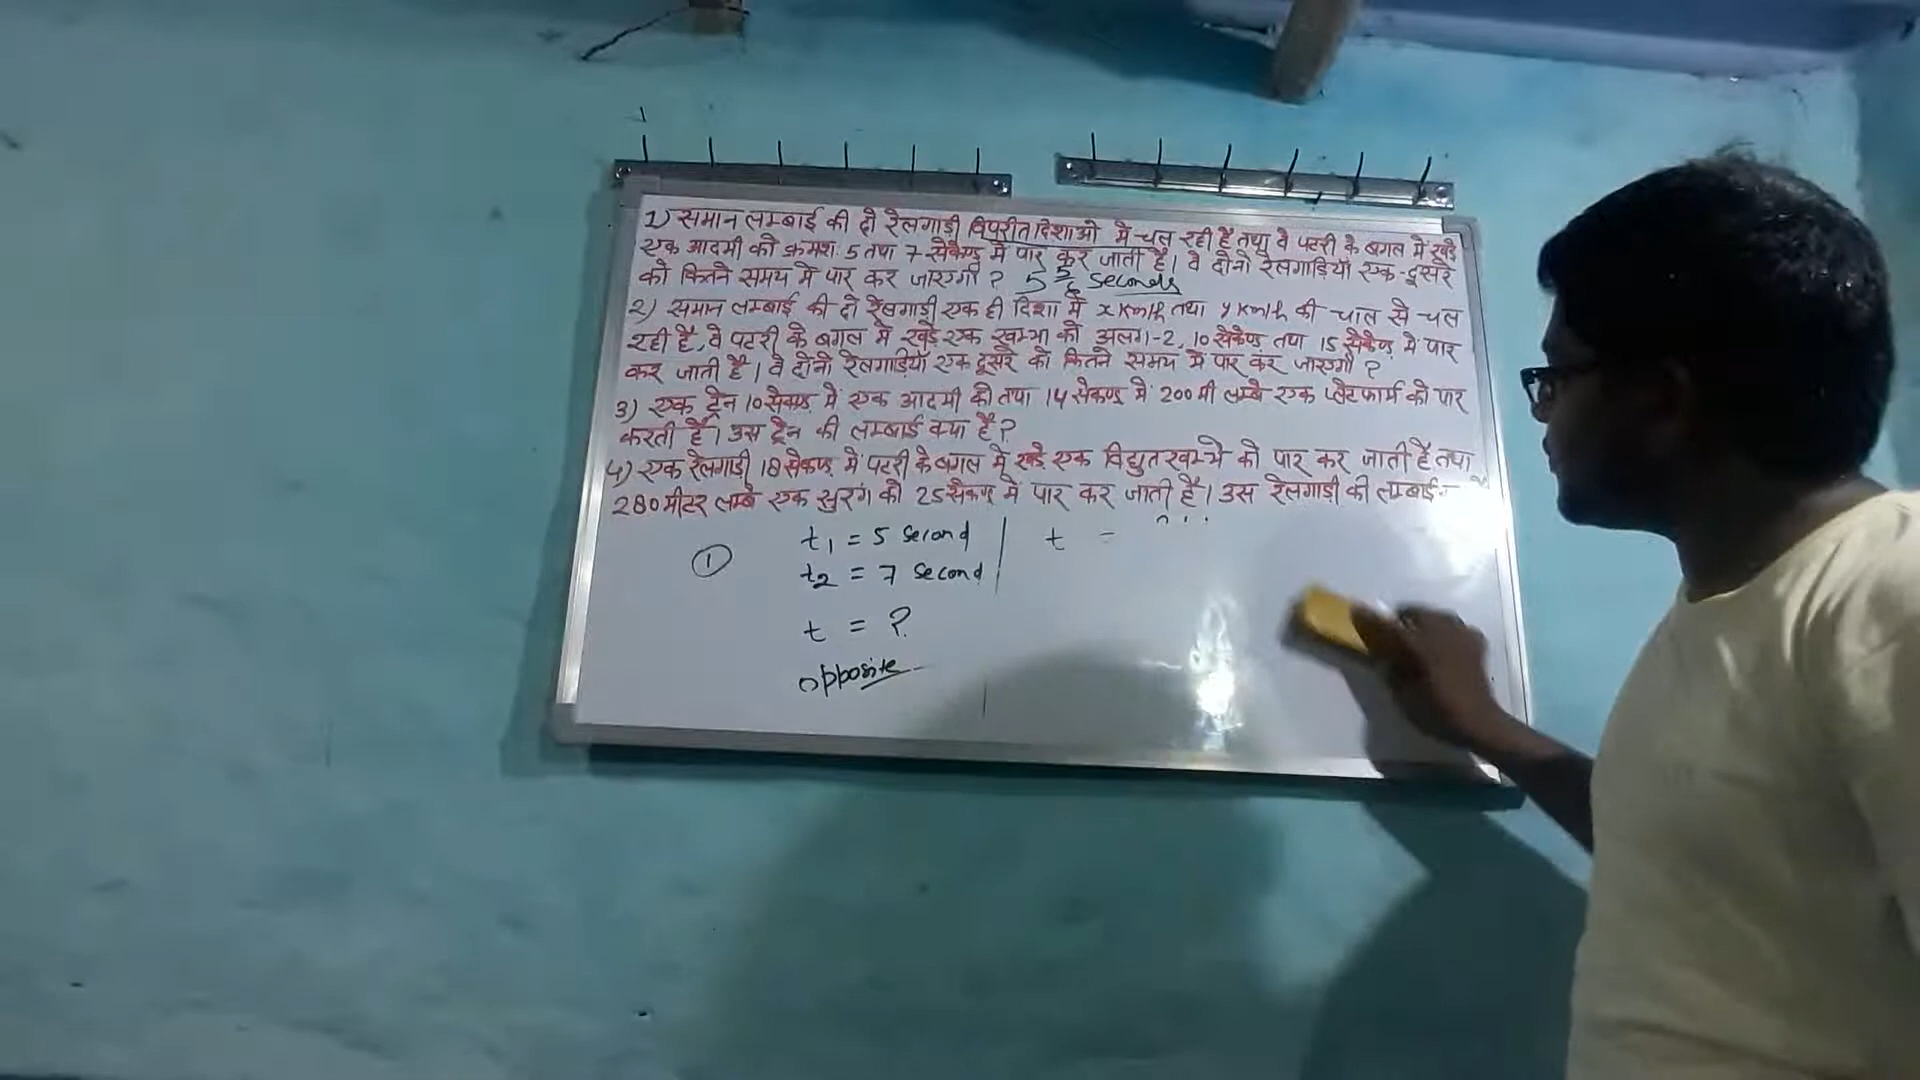 1) समान लम्बाई की दो रेलगाड़ी विपरीत दिशाओ मे चल रही है तथा वे पटरी के बगल मे खड़े
एक आदमी को क्रमश: 5 तथा 7 सेकेण्ड मे पार कर जाती है। वे दोनो रेलगाड़ियाँ एक-दूसरे
को कितने समय मे पार कर जाएगी ? 5 5/6 Seconds
2) समान लम्बाई की दो रेलगाड़ी एक ही दिशा मे x Km/h तथा y Km/h की चाल से चल
रही है, वे पटरी के बगल मे खड़े एक खम्भा को अलग-2, 10 सेकेण्ड तथा 15 सेकेण्ड मे पार
कर जाती है। वे दोनो रेलगाड़ियाँ एक दूसरे को कितने समय मे पार कर जाएगी ?
3) एक ट्रेन 10 सेकण्ड में एक आदमी को तथा 14 सेकण्ड मे 200 मी लम्बे एक प्लेटफार्म को पार
करती है। उस ट्रेन की लम्बाई क्या है?
4) एक रेलगाड़ी 18 सेकण्ड में पटरी के बगल मे खड़े एक विद्युत खम्भे को पार कर जाती है तथा
280 मीटर लम्बे एक सुरंग को 25 सेकण्ड में पार कर जाती है। उस रेलगाड़ी की लम्बाई
① t1 = 5 Second t =
t2 = 7 Second
t = ?
opposite